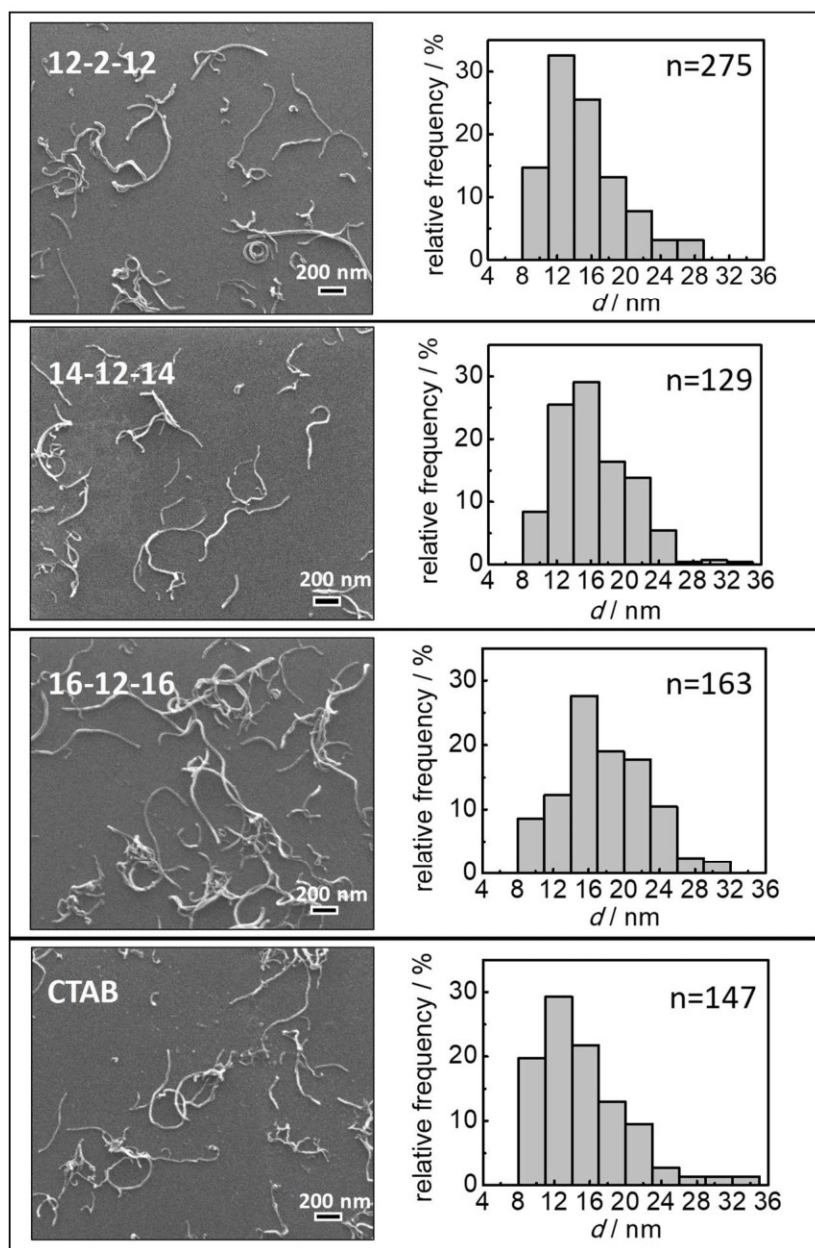 12-2-12
200 nm
relative frequency / %
30
20
10
0
n=275
4 8 12 16 20 24 28 32 36
d / nm
14-12-14
200 nm
relative frequency / %
30
20
10
0
n=129
4 8 12 16 20 24 28 32 36
d / nm
16-12-16
200 nm
relative frequency / %
30
20
10
0
n=163
4 8 12 16 20 24 28 32 36
d / nm
CTAB
200 nm
relative frequency / %
30
20
10
0
n=147
4 8 12 16 20 24 28 32 36
d / nm